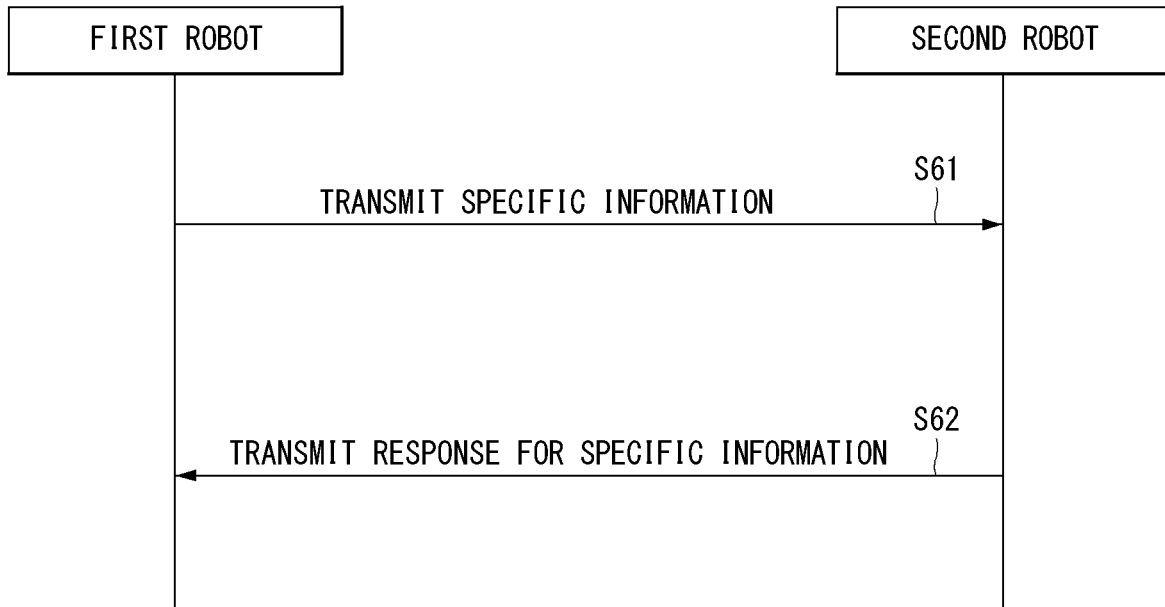 FIRST ROBOT
SECOND ROBOT
S61
TRANSMIT SPECIFIC INFORMATION
S62
TRANSMIT RESPONSE FOR SPECIFIC INFORMATION